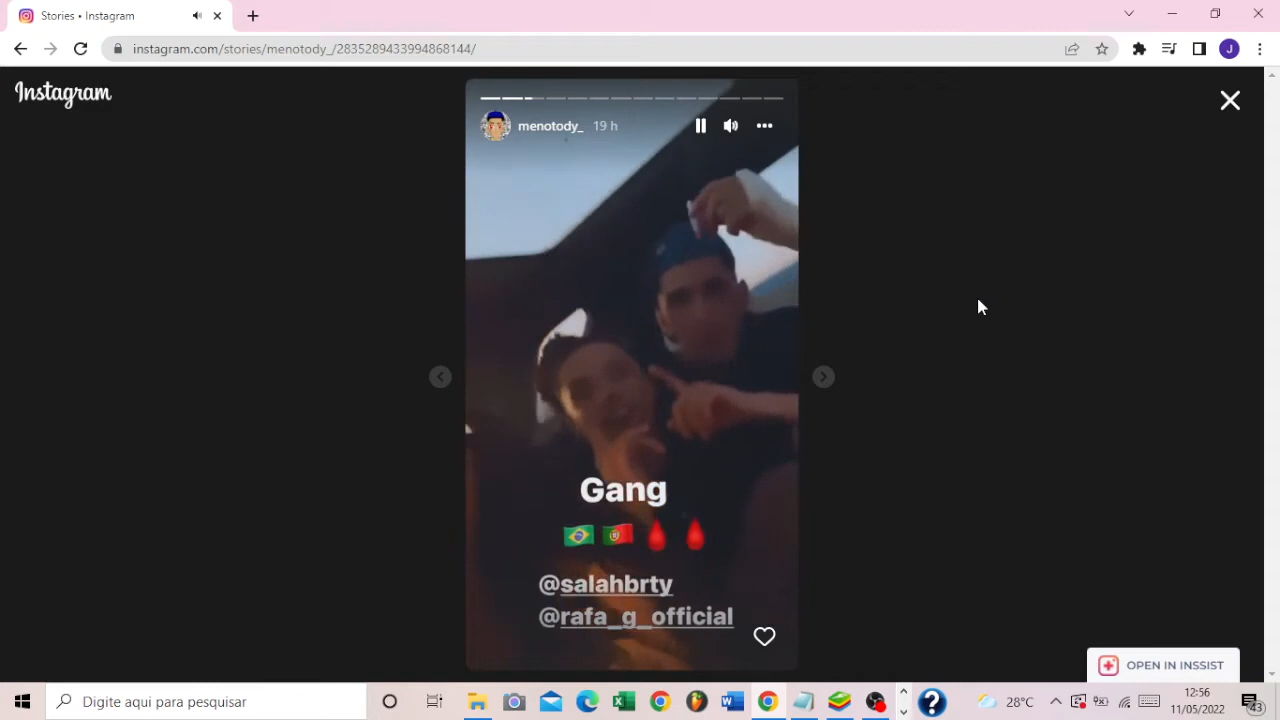 Stories • Instagram
instagram.com/stories/menotody_/2835289433994868144/
J
Instagram
menotody_ 19 h
Gang
@salahbrty
@rafa_g_official
OPEN IN INSSIST
Digite aqui para pesquisar
28°C
12:56
11/05/2022
43